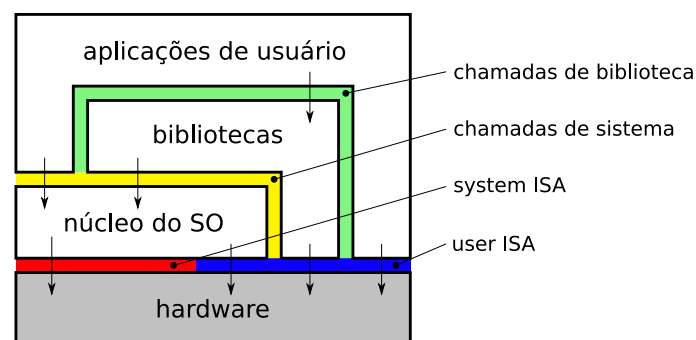 aplicações de usuário
chamadas de biblioteca
bibliotecas
chamadas de sistema
system ISA
núcleo do SO
user ISA
hardware